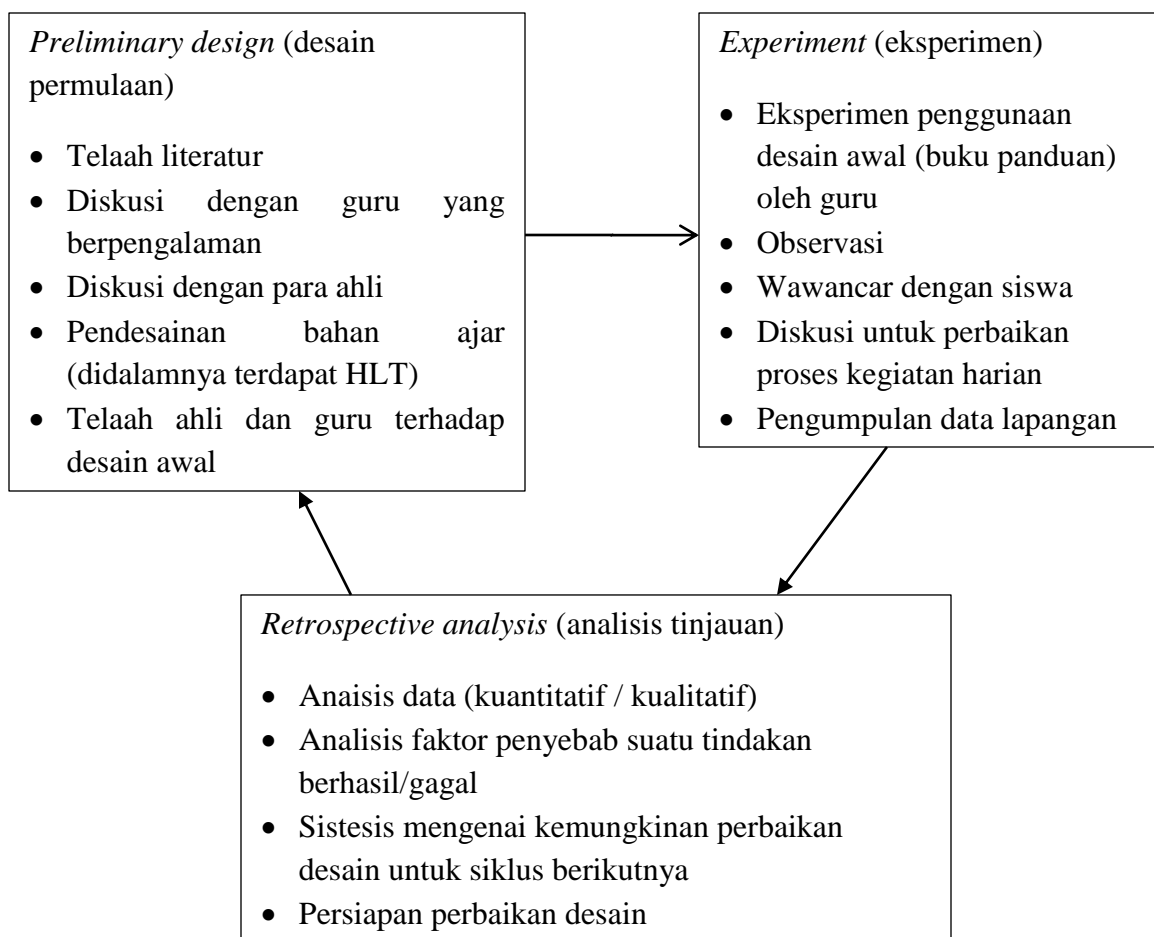 Preliminary design (desain
permulaan)
• Telaah literatur
• Diskusi dengan guru yang
berpengalaman
• Diskusi dengan para ahli
• Pendesainan bahan ajar
(didalamnya terdapat HLT)
• Telaah ahli dan guru terhadap
desain awal
Experiment (eksperimen)
• Eksperimen penggunaan
desain awal (buku panduan)
oleh guru
• Observasi
• Wawancar dengan siswa
• Diskusi untuk perbaikan
proses kegiatan harian
• Pengumpulan data lapangan
Retrospective analysis (analisis tinjauan)
• Anaisis data (kuantitatif / kualitatif)
• Analisis faktor penyebab suatu tindakan
berhasil/gagal
• Sistesis mengenai kemungkinan perbaikan
desain untuk siklus berikutnya
• Persiapan perbaikan desain